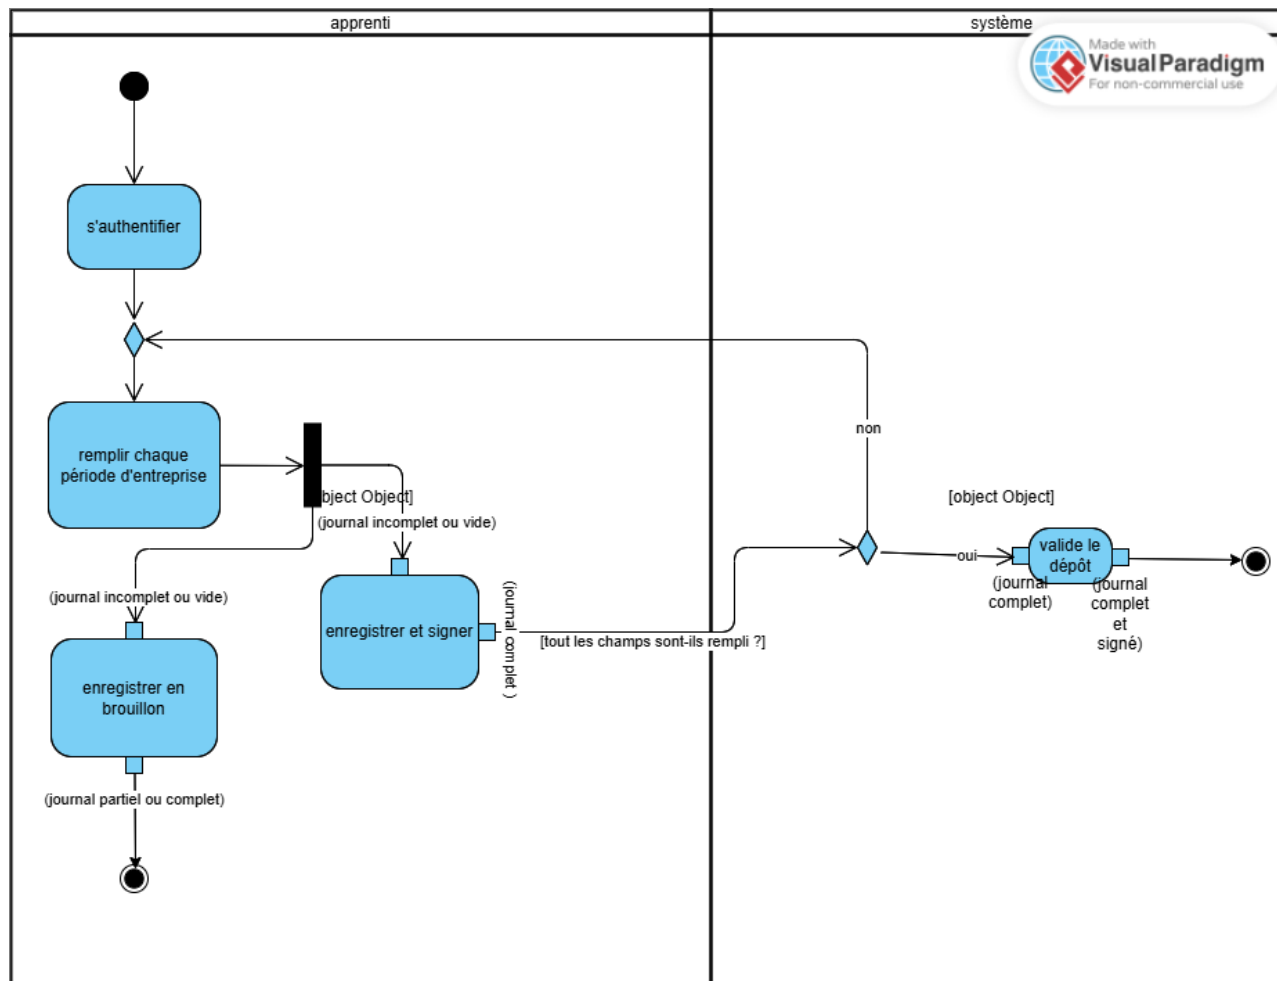 apprenti
système
Made with
VisualParadigm
For non-commercial use
s'authentifier
non
remplir chaque
période d'entreprise
bject Object]
[object Object]
(journal incomplet ou vide)
oui
valide le
dépôt
(journal
complet)
(journal
complet
et
signé)
(journal incomplet ou vide)
enregistrer et signer
(journal complet )
[tout les champs sont-ils rempli ?]
enregistrer en
brouillon
(journal partiel ou complet)